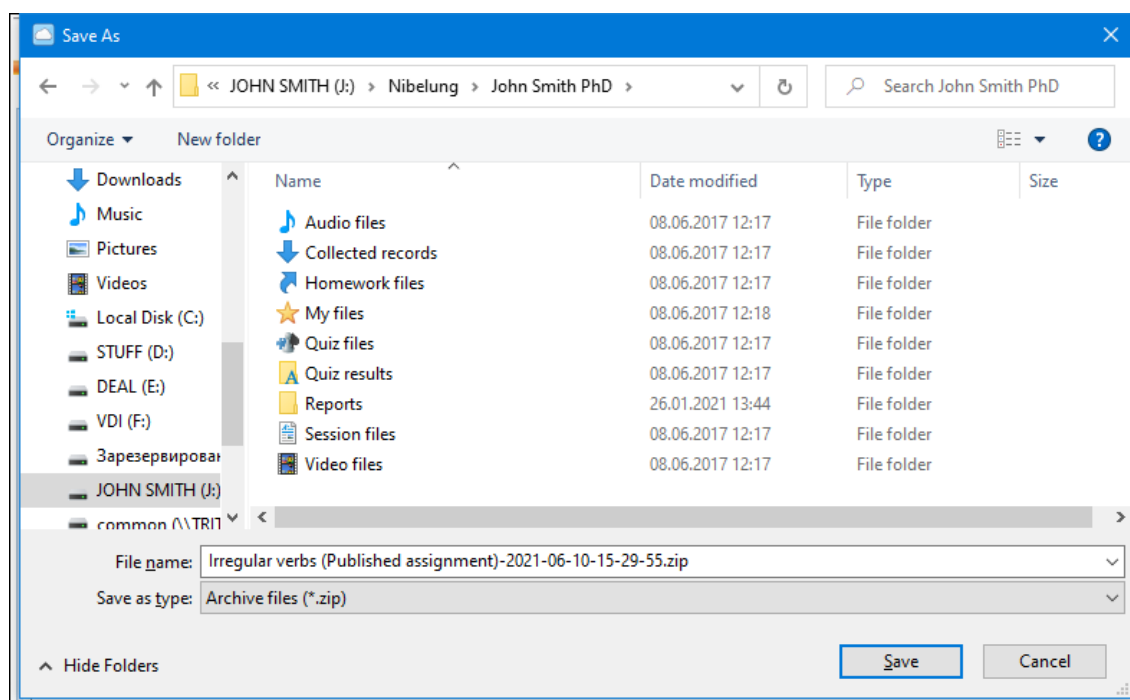 Save As
« JOHN SMITH (J:) › Nibelung › John Smith PhD ›
Search John Smith PhD
Organize
New folder
Name Date modified Type Size
Downloads
Music
Pictures
Videos
Local Disk (C:)
STUFF (D:)
DEAL (E:)
VDI (F:)
Зарезервирован
JOHN SMITH (J:)
common (\\TRIT
Audio files 08.06.2017 12:17 File folder
Collected records 08.06.2017 12:17 File folder
Homework files 08.06.2017 12:17 File folder
My files 08.06.2017 12:18 File folder
Quiz files 08.06.2017 12:17 File folder
Quiz results 08.06.2017 12:17 File folder
Reports 26.01.2021 13:44 File folder
Session files 08.06.2017 12:17 File folder
Video files 08.06.2017 12:17 File folder
File name: Irregular verbs (Published assignment)-2021-06-10-15-29-55.zip
Save as type: Archive files (*.zip)
Hide Folders
Save
Cancel